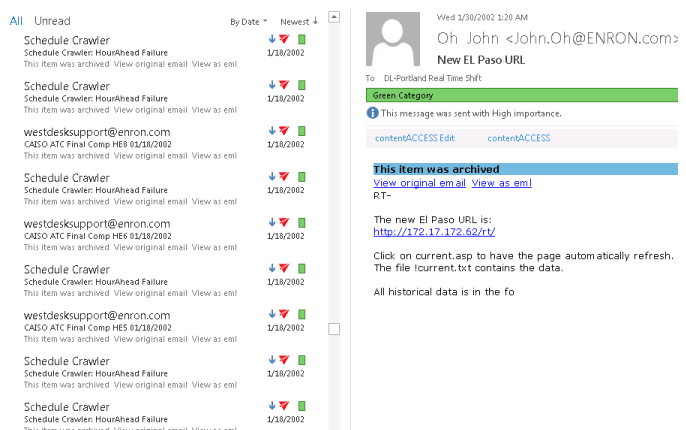 All Unread By Date Newest
Schedule Crawler
Schedule Crawler: HourAhead Failure 1/18/2002
This item was archived View original email View as eml
Schedule Crawler
Schedule Crawler: HourAhead Failure 1/18/2002
This item was archived View original email View as eml
westdesksupport@enron.com
CAISO ATC Final Comp HE8 01/18/2002 1/18/2002
This item was archived View original email View as eml
Schedule Crawler
Schedule Crawler: HourAhead Failure 1/18/2002
This item was archived View original email View as eml
westdesksupport@enron.com
CAISO ATC Final Comp HE6 01/18/2002 1/18/2002
This item was archived View original email View as eml
Schedule Crawler
Schedule Crawler: HourAhead Failure 1/18/2002
This item was archived View original email View as eml
westdesksupport@enron.com
CAISO ATC Final Comp HE5 01/18/2002 1/18/2002
This item was archived View original email View as eml
Schedule Crawler
Schedule Crawler: HourAhead Failure 1/18/2002
This item was archived View original email View as eml
Schedule Crawler
Schedule Crawler: HourAhead Failure 1/18/2002
This item was archived View original email View as eml
Wed 1/30/2002 1:20 AM
Oh John <John.Oh@ENRON.com>
New EL Paso URL
To DL-Portland Real Time Shift
Green Category
This message was sent with High importance.
contentACCESS Edit contentACCESS
This item was archived
View original email View as eml
RT-
The new El Paso URL is:
http://172.17.172.62/rt/
Click on current.asp to have the page automatically refresh.
The file !current.txt contains the data.
All historical data is in the fo